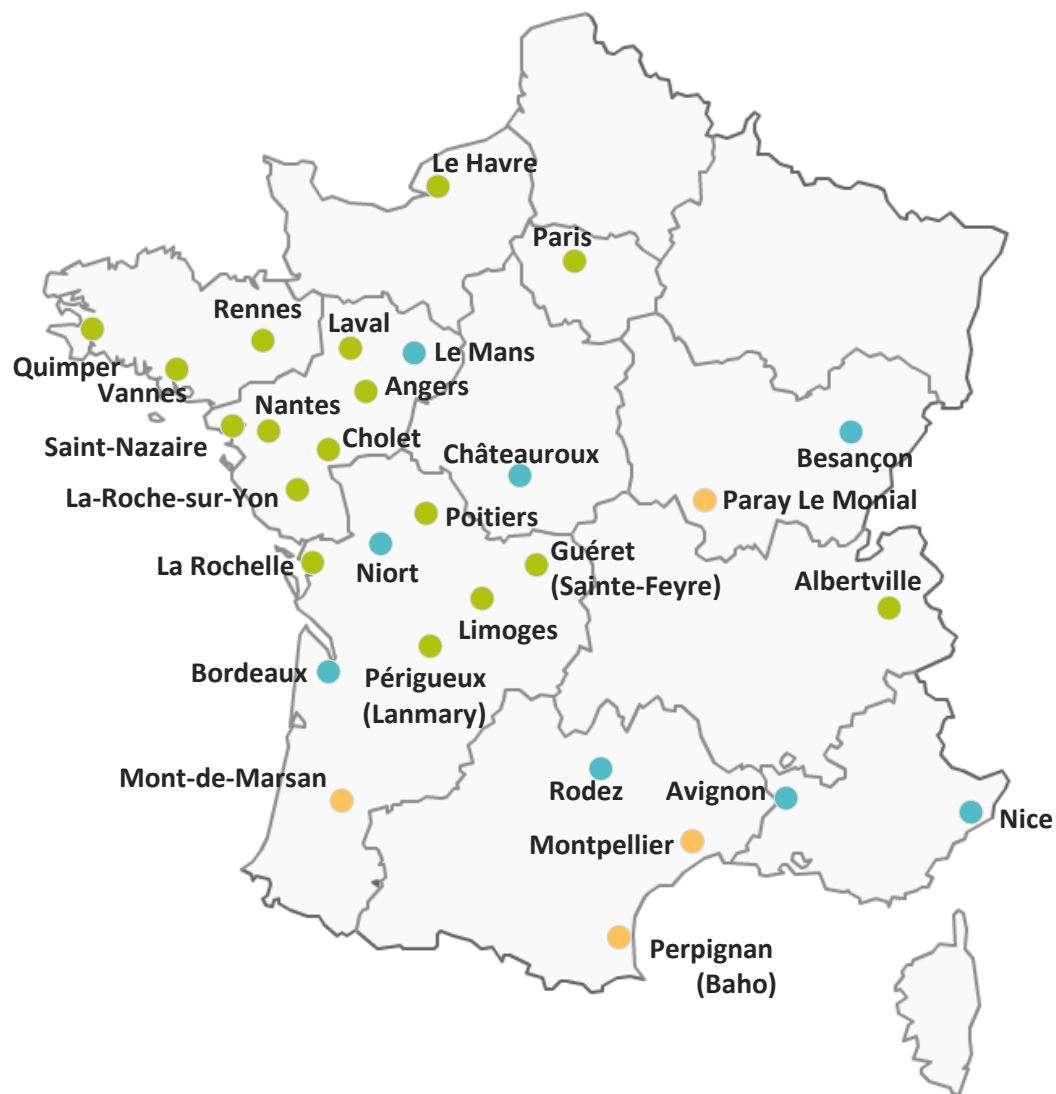 Le Havre
Paris
Rennes
Laval
Le Mans
Quimper
Vannes
Angers
Nantes
Saint-Nazaire
Cholet
Châteauroux
Besançon
La-Roche-sur-Yon
Paray Le Monial
Poitiers
La Rochelle
Niort
Guéret
(Sainte-Feyre)
Albertville
Limoges
Bordeaux
Périgueux
(Lanmary)
Mont-de-Marsan
Rodez
Avignon
Nice
Montpellier
Perpignan
(Baho)